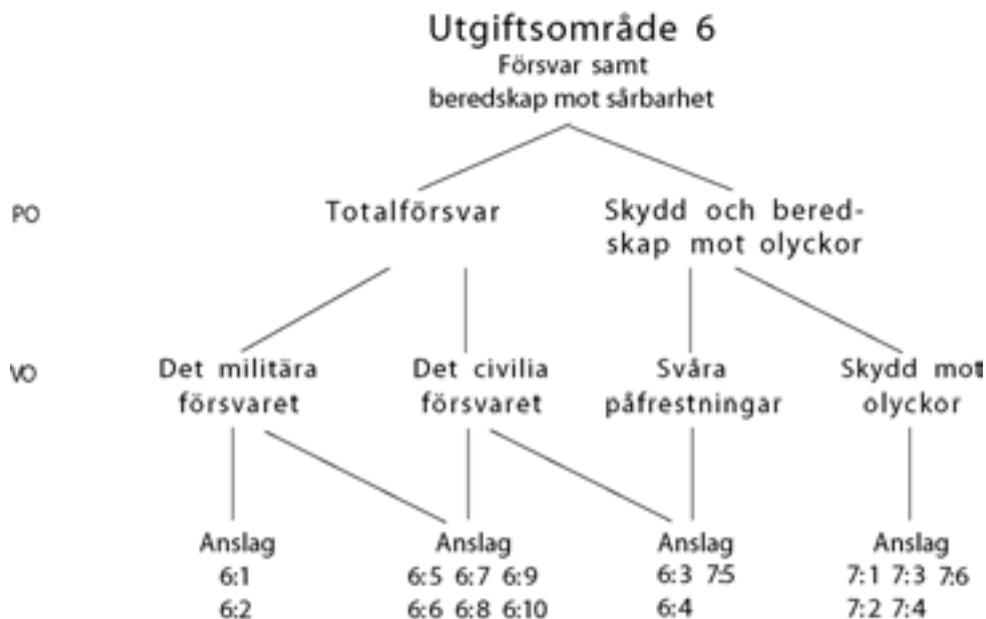 Utgiftsområde 6
Försvar samt
beredskap mot sårbarhet
PO
Totalförsvar
Skydd och bered-
skap mot olyckor
VO
Det militära
försvaret
Det civilia
försvaret
Svåra
påfrestningar
Skydd mot
olyckor
Anslag
6:1
6:2
Anslag
6:5 6:7 6:9
6:6 6:8 6:10
Anslag
6:3 7:5
6:4
Anslag
7:1 7:3 7:6
7:2 7:4